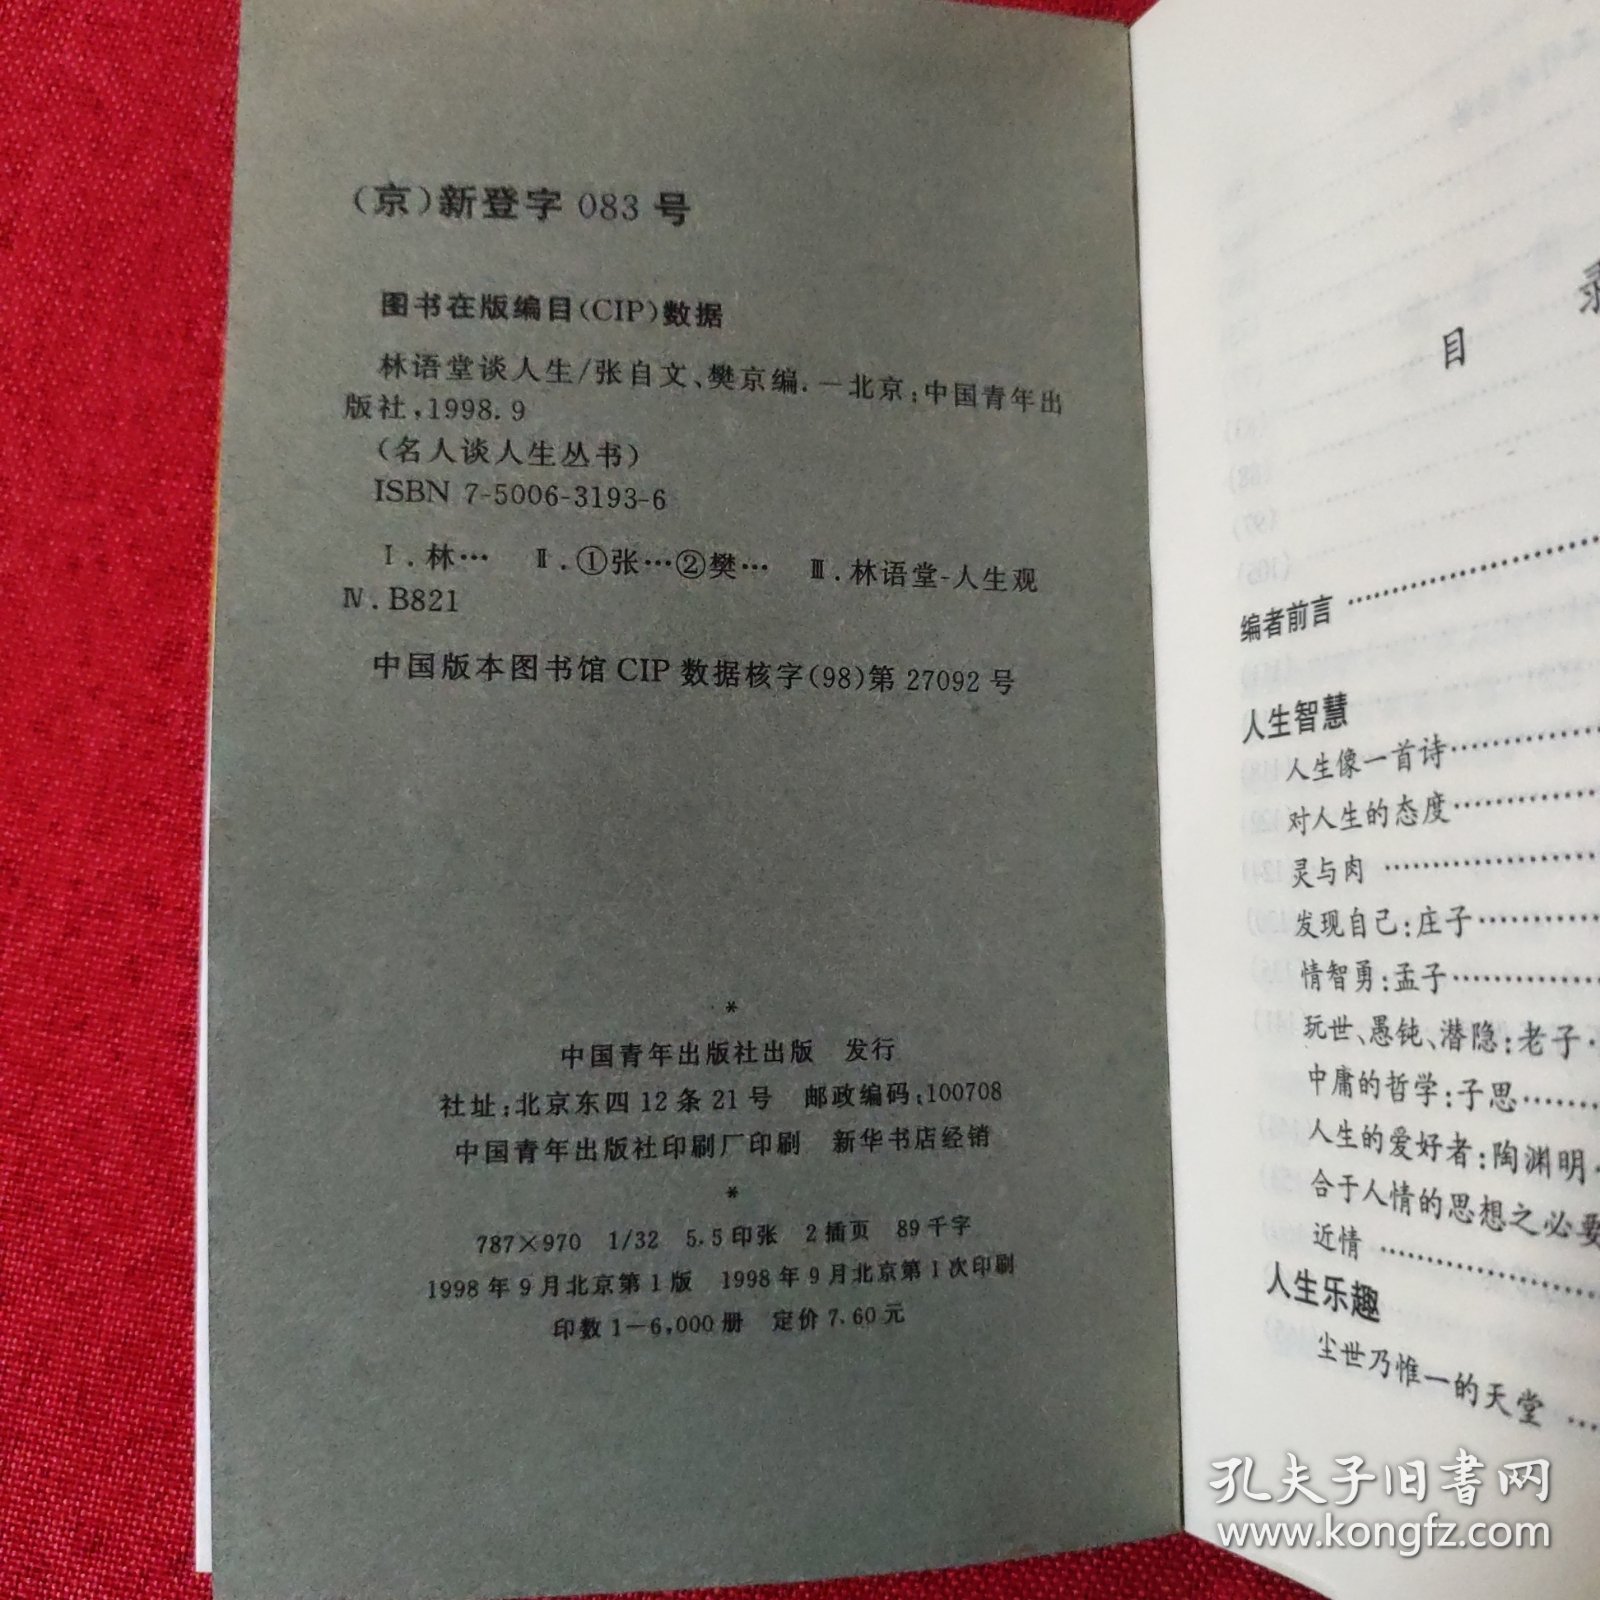 （京）新登字 083 号
图书在版编目(CIP)数据
林语堂谈人生/张自文、樊京编.—北京:中国青年出
版社,1998.9
（名人谈人生丛书）
ISBN 7-5006-3193-6
Ⅰ.林… Ⅱ.①张…②樊… Ⅲ.林语堂-人生观
Ⅳ.B821
中国版本图书馆 CIP 数据核字(98)第 27092 号
*
中国青年出版社出版 发行
社址:北京东四 12 条 21 号 邮政编码:100708
中国青年出版社印刷厂印刷 新华书店经销
*
787×970 1/32 5.5 印张 2 插页 89 千字
1998 年 9 月北京第 1 版 1998 年 9 月北京第 1 次印刷
印数 1—6,000 册 定价 7.60 元
目 录
编者前言
人生智慧
人生像一首诗
对人生的态度
灵与肉
发现自己:庄子
情智勇:孟子
玩世、愚钝、潜隐:老子
中庸的哲学:子思
人生的爱好者:陶渊明
合于人情的思想之必要
近情
人生乐趣
尘世乃惟一的天堂
孔夫子旧书网
www.kongfz.com